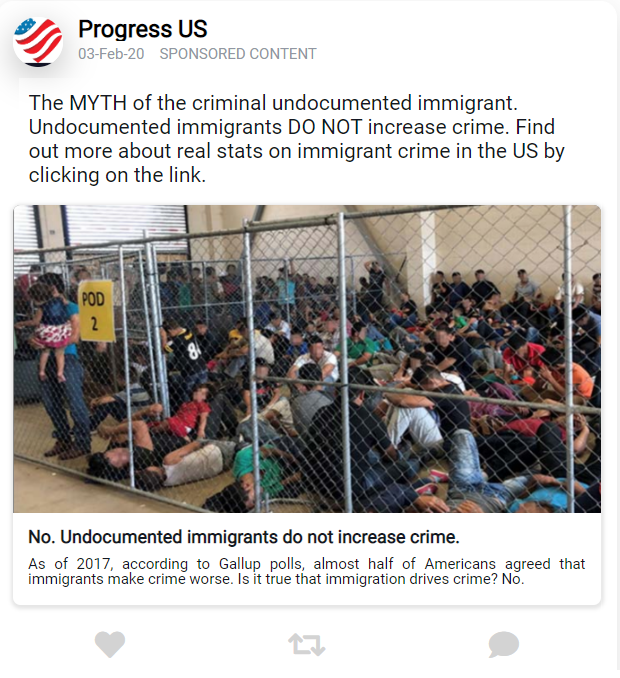 Progress US
03-Feb-20 SPONSORED CONTENT
The MYTH of the criminal undocumented immigrant.
Undocumented immigrants DO NOT increase crime. Find
out more about real stats on immigrant crime in the US by
clicking on the link.
POD
2
8
No. Undocumented immigrants do not increase crime.
As of 2017, according to Gallup polls, almost half of Americans agreed that
immigrants make crime worse. Is it true that immigration drives crime? No.